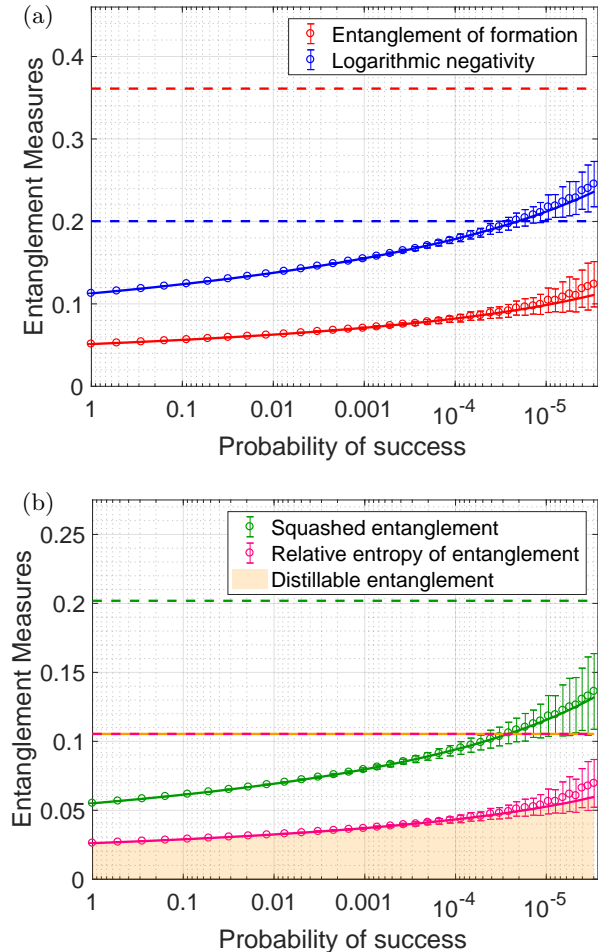 (a)
Entanglement of formation
Logarithmic negativity
0.4
0.3
0.2
0.1
0
Entanglement Measures
1
0.1
0.01
0.001
10⁻⁴
10⁻⁵
Probability of success
(b)
Squashed entanglement
Relative entropy of entanglement
Distillable entanglement
0.25
0.2
0.15
0.1
0.05
0
Entanglement Measures
1
0.1
0.01
0.001
10⁻⁴
10⁻⁵
Probability of success